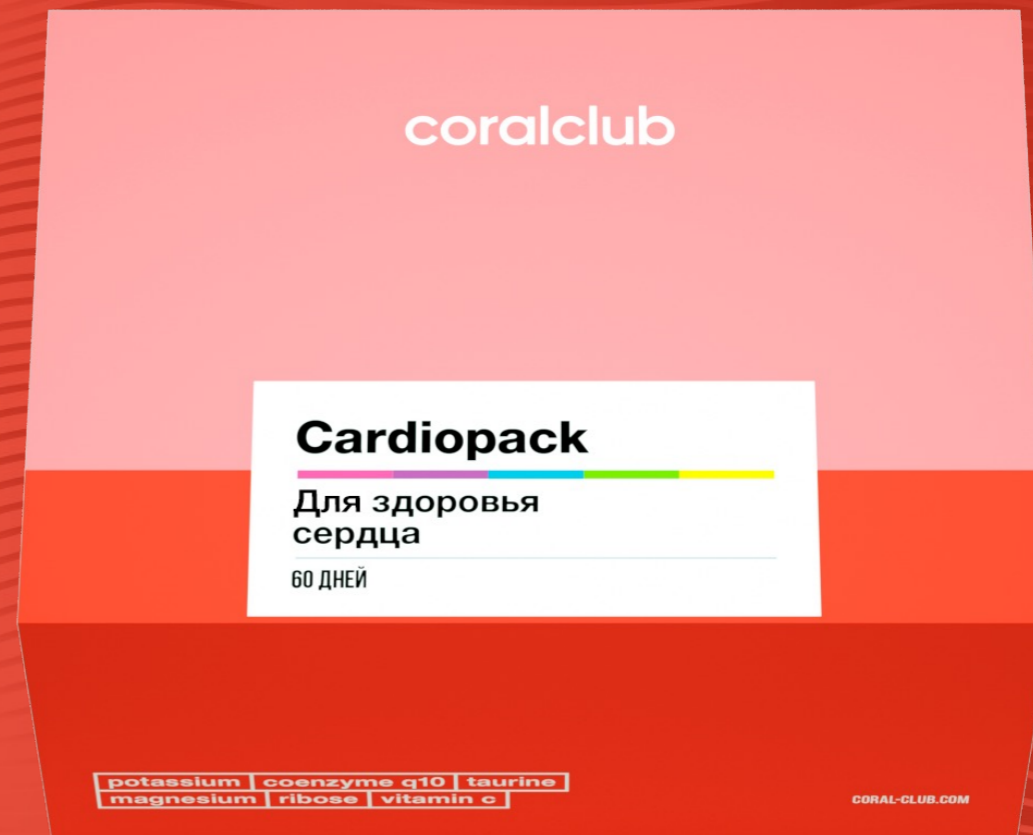 coralclub
Cardiopack
Для здоровья
сердца
60 ДНЕЙ
potassium coenzyme q10 taurine
magnesium ribose vitamin c
CORAL-CLUB.COM